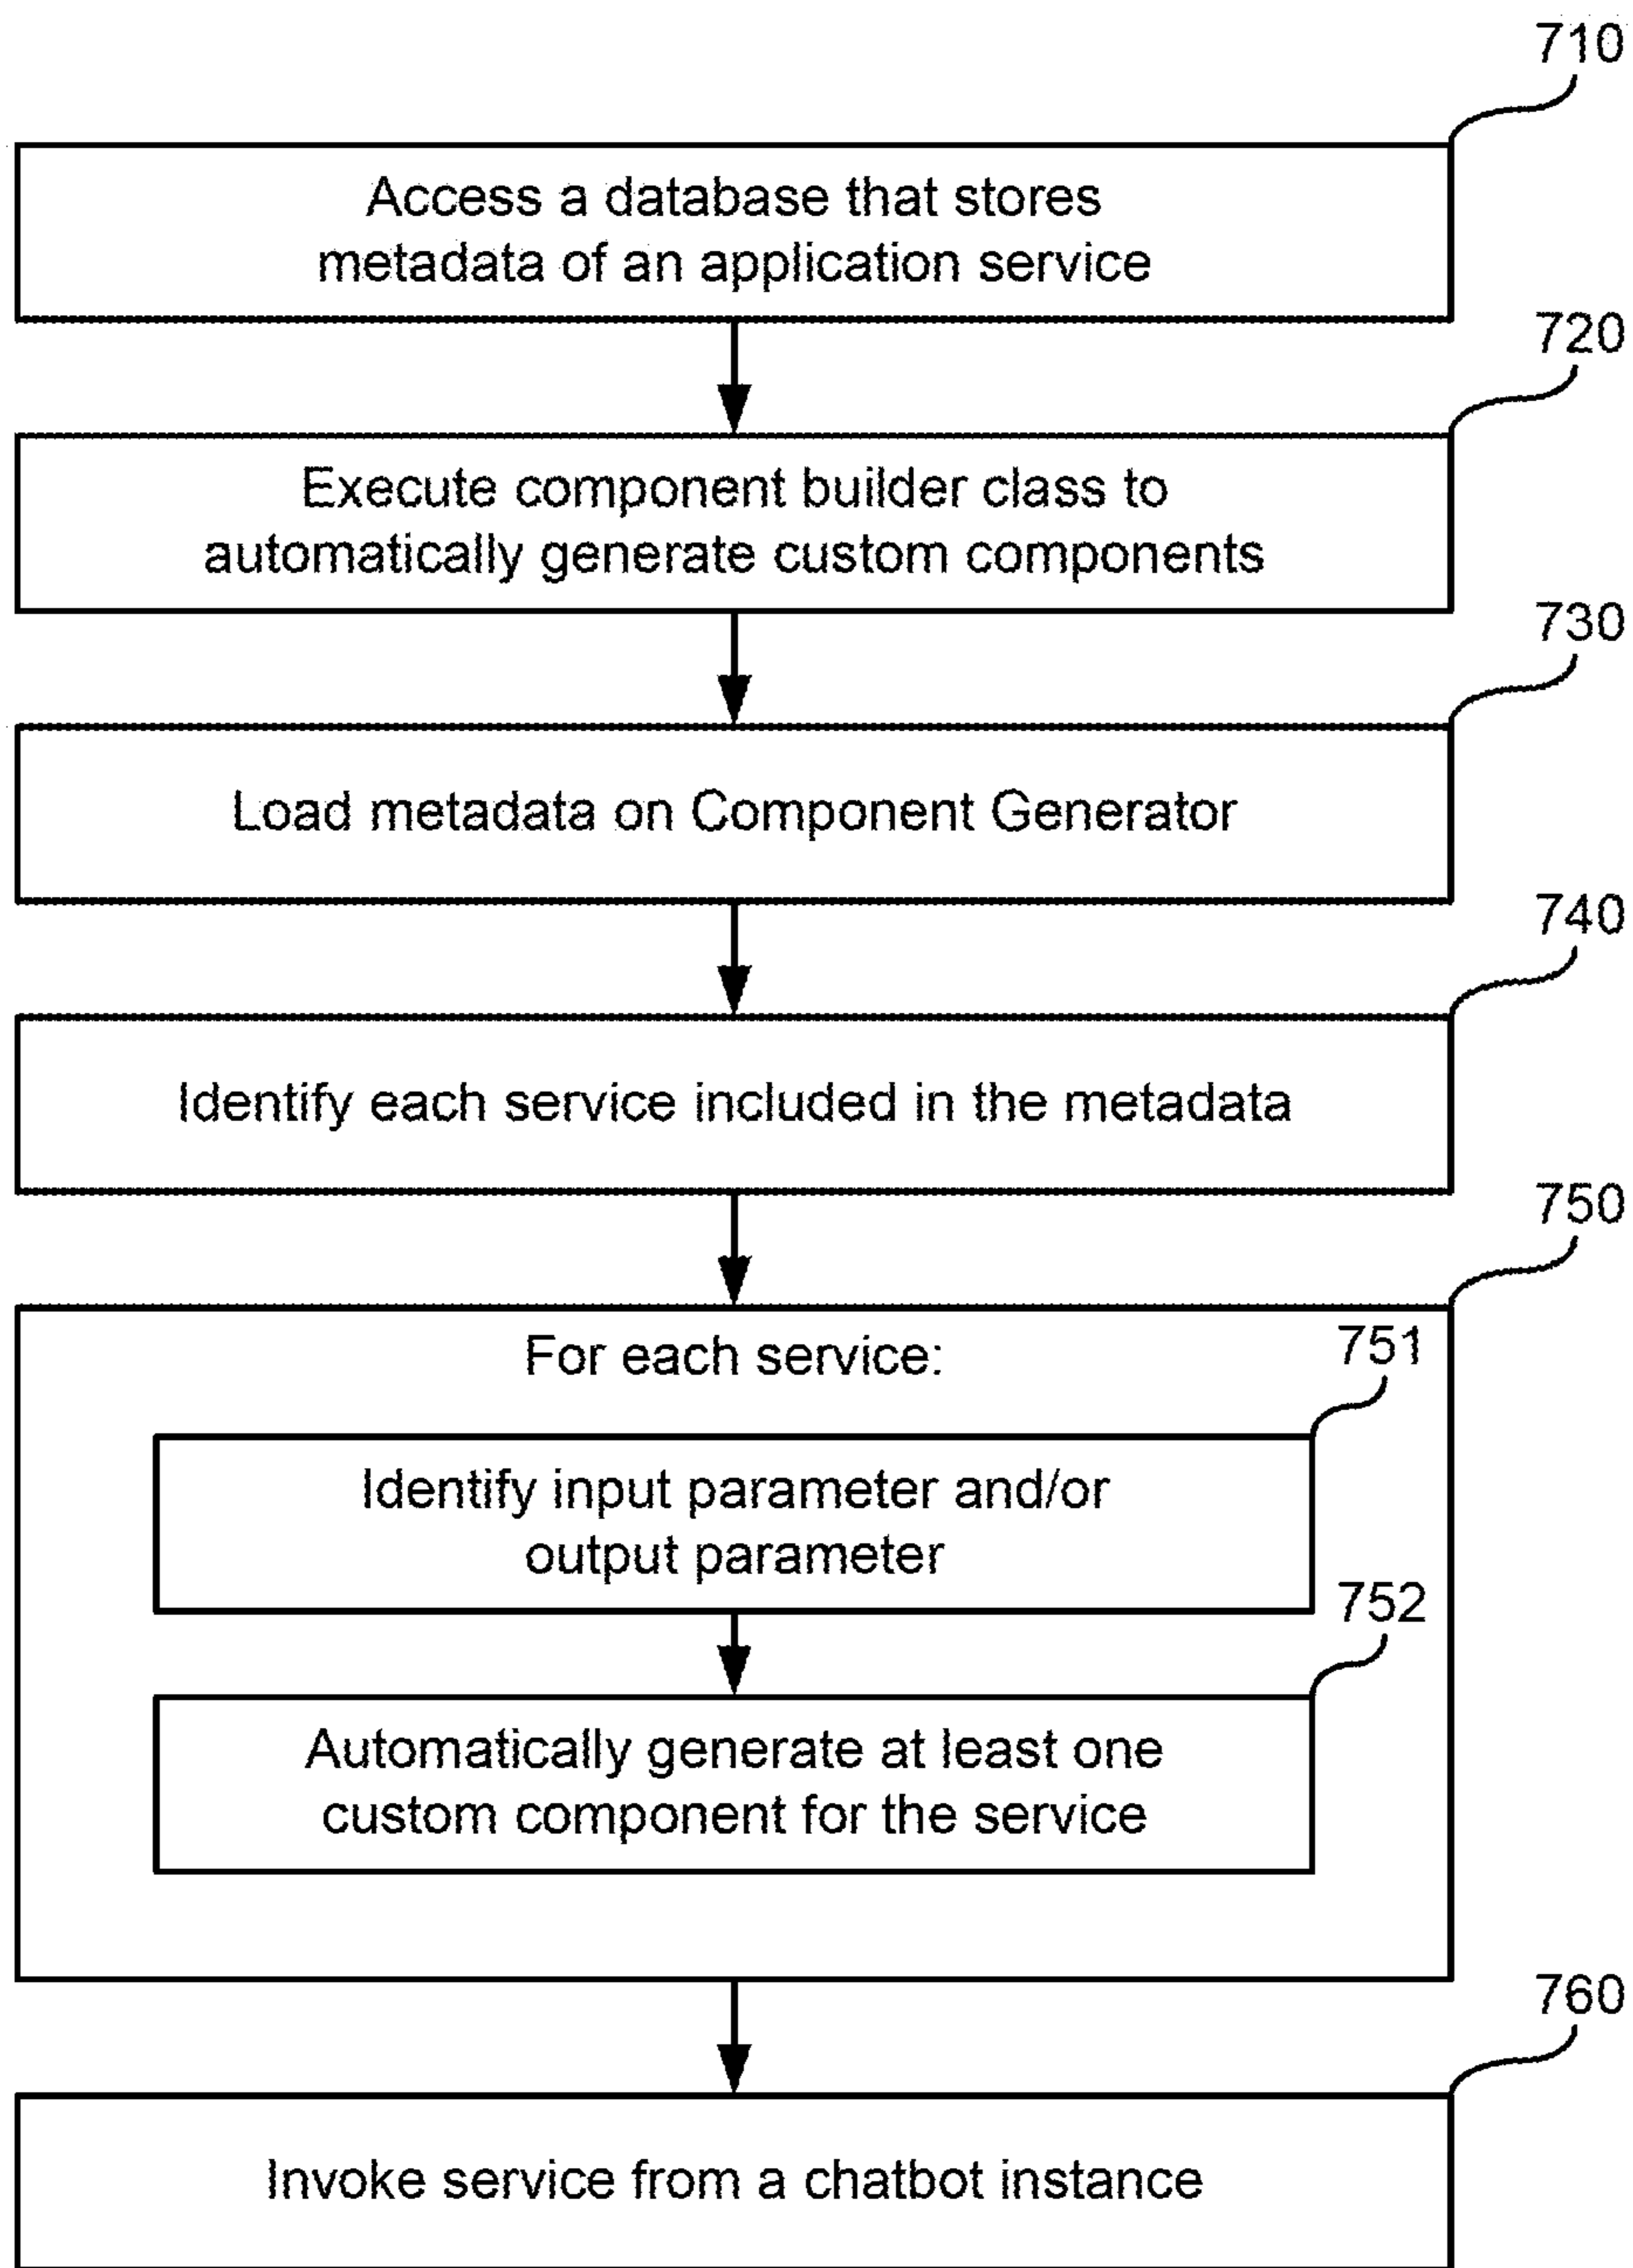 710
Access a database that stores
metadata of an application service
720
Execute component builder class to
automatically generate custom components
730
Load metadata on Component Generator
740
Identify each service included in the metadata
750
For each service:
751
Identify input parameter and/or
output parameter
752
Automatically generate at least one
custom component for the service
760
Invoke service from a chatbot instance